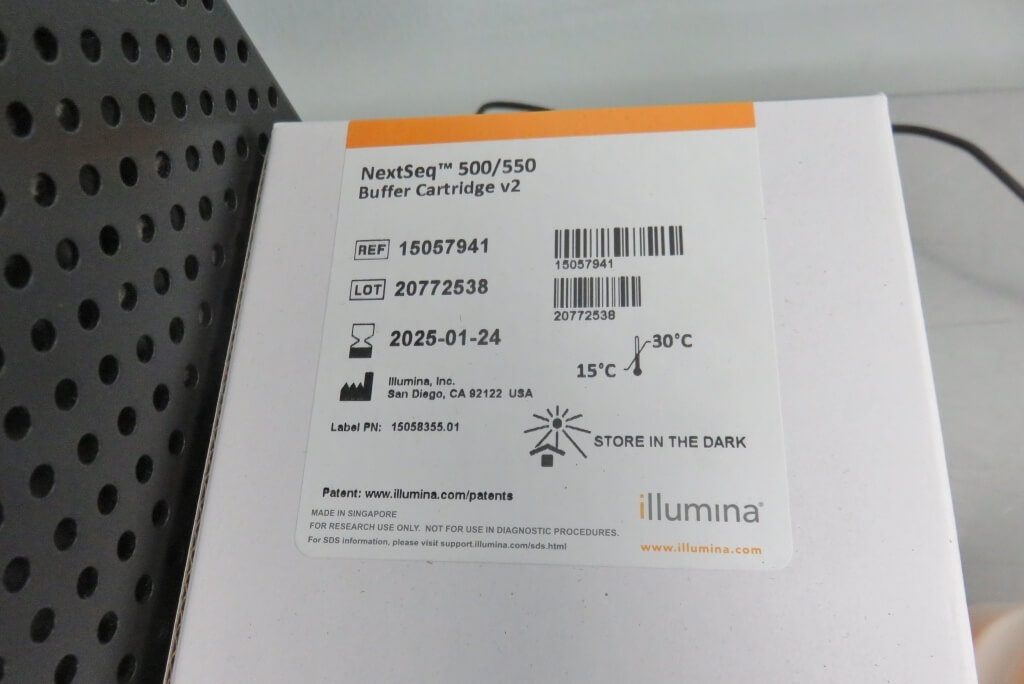 NextSeq™ 500/550
Buffer Cartridge v2
REF 15057941
15057941
LOT 20772538
20772538
2025-01-24
30°C
15°C
Illumina, Inc.
San Diego, CA 92122 USA
Label PN: 15058355.01
STORE IN THE DARK
Patent: www.illumina.com/patents
MADE IN SINGAPORE
FOR RESEARCH USE ONLY. NOT FOR USE IN DIAGNOSTIC PROCEDURES.
For SDS information, please visit support.illumina.com/sds.html
illumina®
www.illumina.com